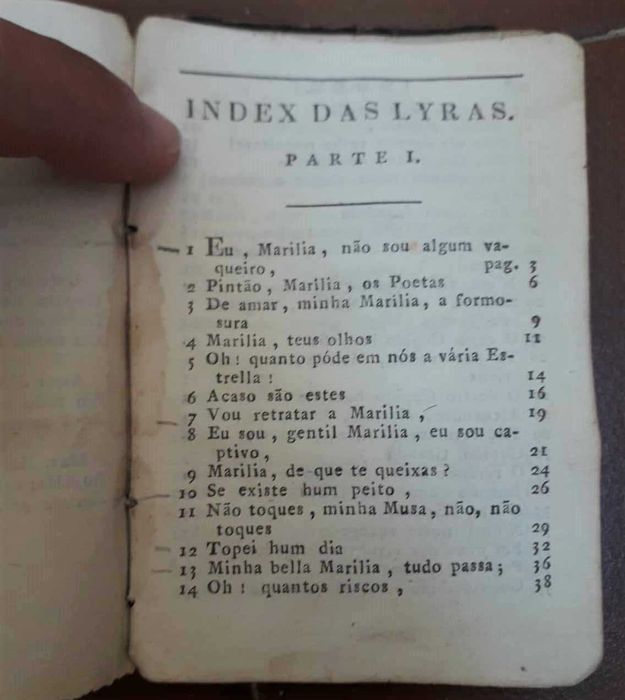 INDEX DAS LYRAS.
PARTE I.
1 Eu, Marilia, não sou algum va-
queiro, pag. 3
2 Pintão, Marilia, os Poetas 6
3 De amar, minha Marilia, a formo-
sura 9
4 Marilia, teus olhos 11
5 Oh! quanto póde em nós a vária Es-
trella! 14
6 Acaso são estes 16
7 Vou retratar a Marilia, 19
8 Eu sou, gentil Marilia, eu sou ca-
ptivo, 21
9 Marilia, de que te queixas? 24
10 Se existe hum peito, 26
11 Não toques, minha Musa, não, não
toques 29
12 Topei hum dia 32
13 Minha bella Marilia, tudo passa; 36
14 Oh! quantos riscos, 38